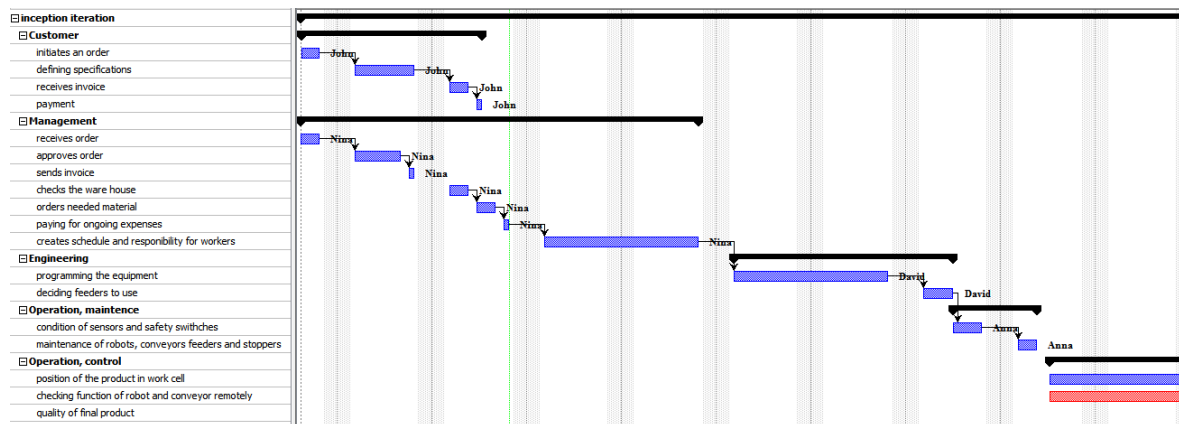 inception iteration
Customer
initiates an order John
defining specifications John
receives invoice John
payment John
Management
receives order Nina
approves order Nina
sends invoice Nina
checks the ware house Nina
orders needed material Nina
paying for ongoing expenses Nina
creates schedule and responibility for workers Nina
Engineering
programming the equipment David
deciding feeders to use David
Operation, maintence
condition of sensors and safety swithches Anna
maintenance of robots, conveyors feeders and stoppers Anna
Operation, control
position of the product in work cell
checking function of robot and conveyor remotely
quality of final product